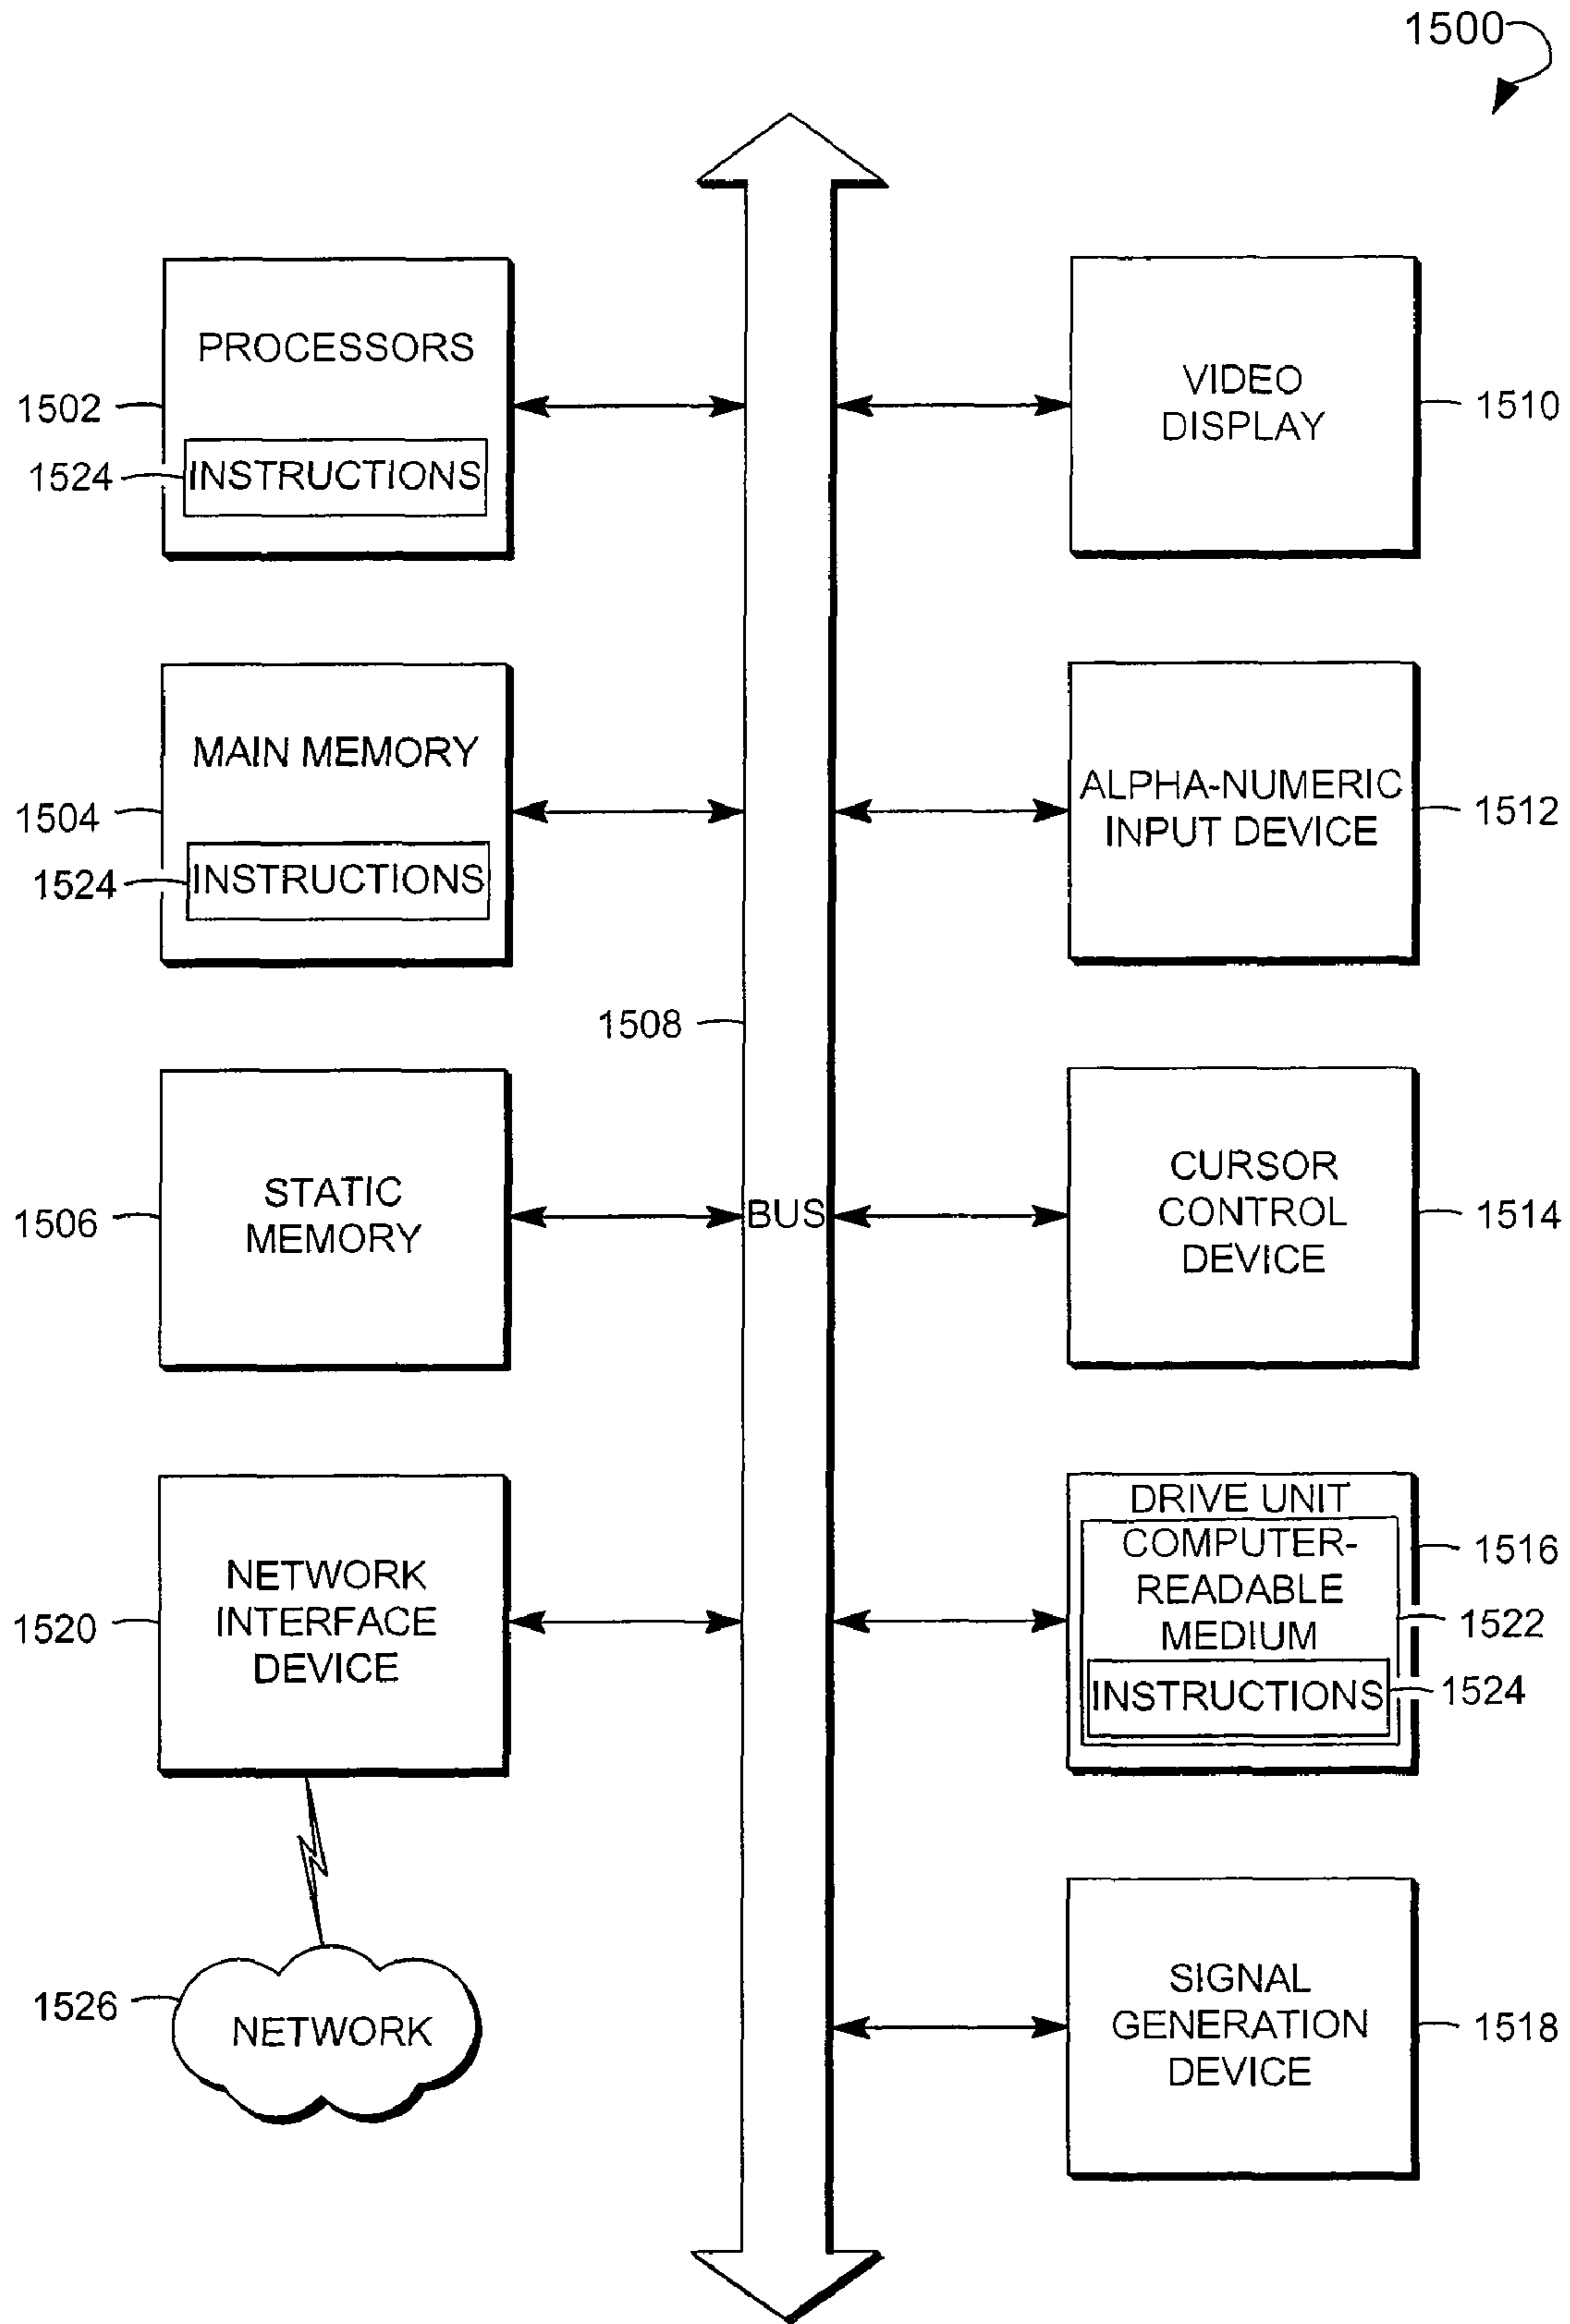 1500
PROCESSORS
1502
1524
INSTRUCTIONS
VIDEO
DISPLAY
1510
MAIN MEMORY
1504
1524
INSTRUCTIONS
ALPHA-NUMERIC
INPUT DEVICE
1512
1508
STATIC
MEMORY
1506
BUS
CURSOR
CONTROL
DEVICE
1514
NETWORK
INTERFACE
DEVICE
1520
DRIVE UNIT
COMPUTER-
READABLE
MEDIUM
INSTRUCTIONS
1516
1522
1524
1526
NETWORK
SIGNAL
GENERATION
DEVICE
1518